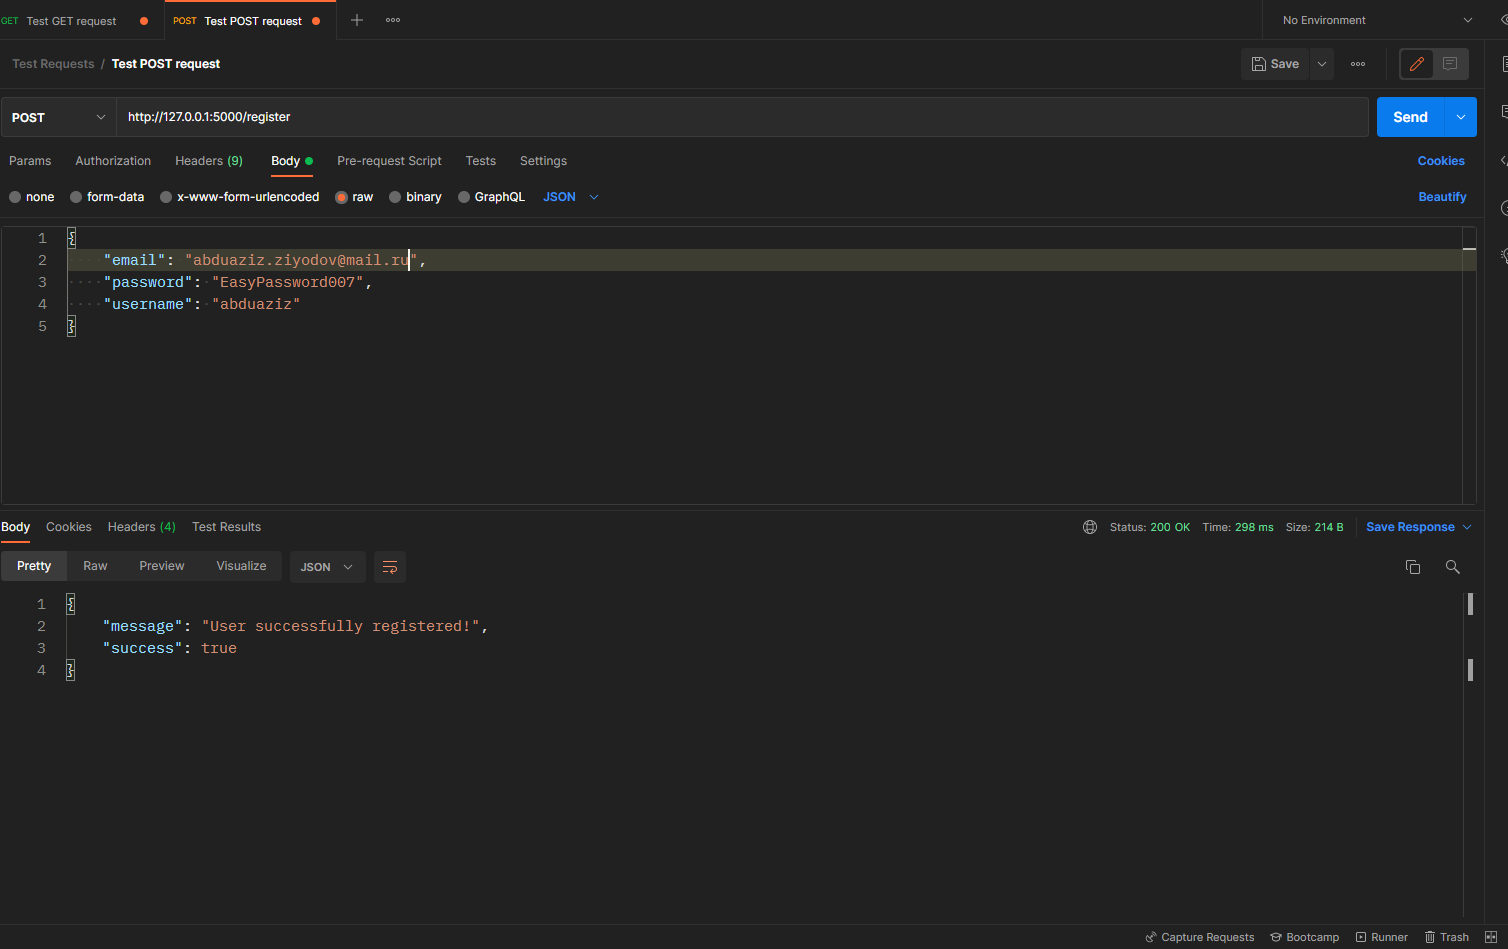 GET Test GET request POST Test POST request No Environment
Test Requests / Test POST request Save
POST http://127.0.0.1:5000/register Send
Params Authorization Headers (9) Body Pre-request Script Tests Settings Cookies
none form-data x-www-form-urlencoded raw binary GraphQL JSON Beautify
1 {
2 "email": "abduaziz.ziyodov@mail.ru",
3 "password": "EasyPassword007",
4 "username": "abduaziz"
5 }
Body Cookies Headers (4) Test Results Status: 200 OK Time: 298 ms Size: 214 B Save Response
Pretty Raw Preview Visualize JSON
1 {
2 "message": "User successfully registered!",
3 "success": true
4 }
Capture Requests Bootcamp Runner Trash